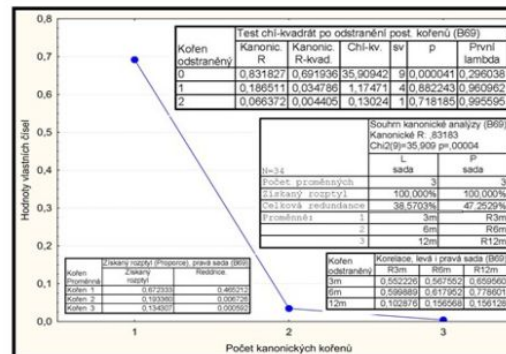 0,8
0,7
0,6
0,5
0,4
0,3
0,2
0,1
0,0
Hodnoty vlastních čísel
Test chí-kvadrát po odstranění post. kořenů (B69)
Kořen odstraněný Kanonic. R Kanonic. R-kvad. Chí-kv. sv p První lambda
0 0,831827 0,691936 35,90942 9 0,000041 0,296038
1 0,186511 0,034786 1,17471 4 0,882243 0,960962
2 0,066372 0,004405 0,13024 1 0,718185 0,995595
Souhrn kanonické analýzy (B69)
Kanonické R: ,83183
Chi2(9)=35,909 p=,00004
N=34 L sada P sada
Počet proměnných 3 3
Získaný rozptyl 100,000% 100,000%
Celková redundance 38,5703% 47,2529%
Proměnné: 1 3m R3m
2 6m R6m
3 12m R12m
Získaný rozptyl (Proporce), pravá sada (B69)
Kořen Proměnná Získaný rozptyl Reddnce.
Kořen 1 0,672333 0,465212
Kořen 2 0,193360 0,006726
Kořen 3 0,134307 0,000592
Korelace, levá i pravá sada (B69)
Kořen odstraněný R3m R6m R12m
3m 0,552226 0,567552 0,659560
6m 0,599889 0,617952 0,778601
12m 0,102876 0,156568 0,156128
1 2 3
Počet kanonických kořenů